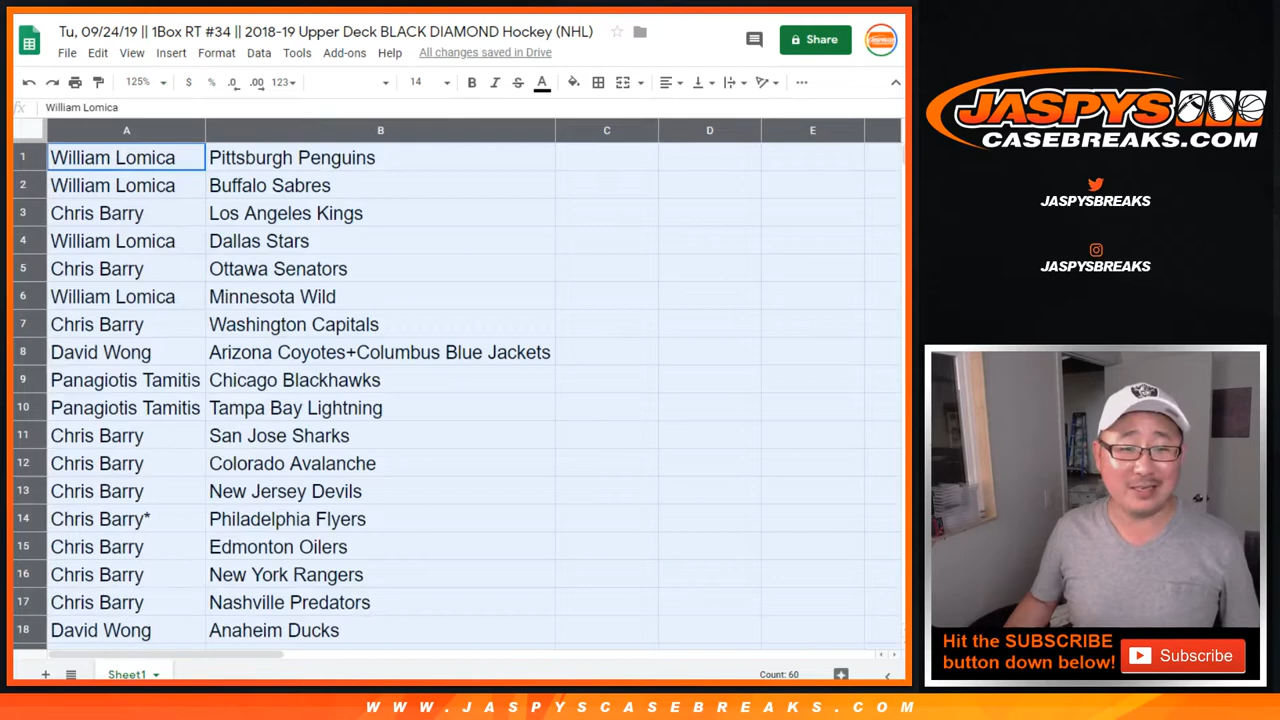 Tu, 09/24/19 || 1Box RT #34 || 2018-19 Upper Deck BLACK DIAMOND Hockey (NHL)
File Edit View Insert Format Data Tools Add-ons Help All changes saved in Drive
Share
125% $ % .0 .00 123 14 B I S A
fx William Lomica
A B C D E
1 William Lomica Pittsburgh Penguins
2 William Lomica Buffalo Sabres
3 Chris Barry Los Angeles Kings
4 William Lomica Dallas Stars
5 Chris Barry Ottawa Senators
6 William Lomica Minnesota Wild
7 Chris Barry Washington Capitals
8 David Wong Arizona Coyotes+Columbus Blue Jackets
9 Panagiotis Tamitis Chicago Blackhawks
10 Panagiotis Tamitis Tampa Bay Lightning
11 Chris Barry San Jose Sharks
12 Chris Barry Colorado Avalanche
13 Chris Barry New Jersey Devils
14 Chris Barry* Philadelphia Flyers
15 Chris Barry Edmonton Oilers
16 Chris Barry New York Rangers
17 Chris Barry Nashville Predators
18 David Wong Anaheim Ducks
Sheet1
Count: 60
JASPYS
CASEBREAKS.COM
JASPYSBREAKS
JASPYSBREAKS
Hit the SUBSCRIBE
button down below!
Subscribe
WWW.JASPYSCASEBREAKS.COM